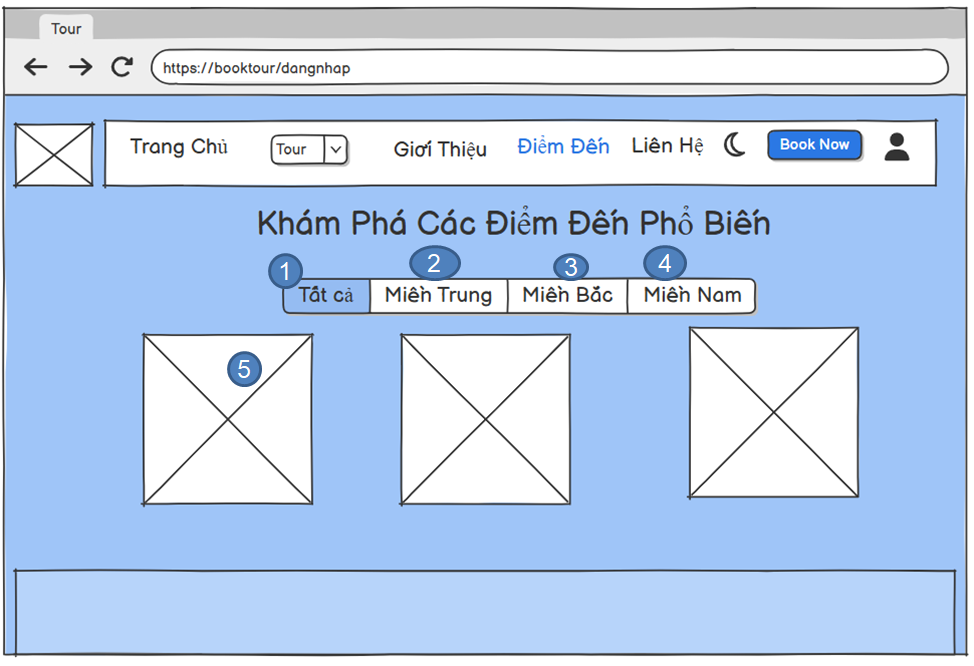 Tour
https://booktour/dangnhap
Trang Chủ Tour Giới Thiệu Điểm Đến Liên Hệ Book Now
Khám Phá Các Điểm Đến Phổ Biến
1 2 3 4
Tất cả Miền Trung Miền Bắc Miền Nam
5